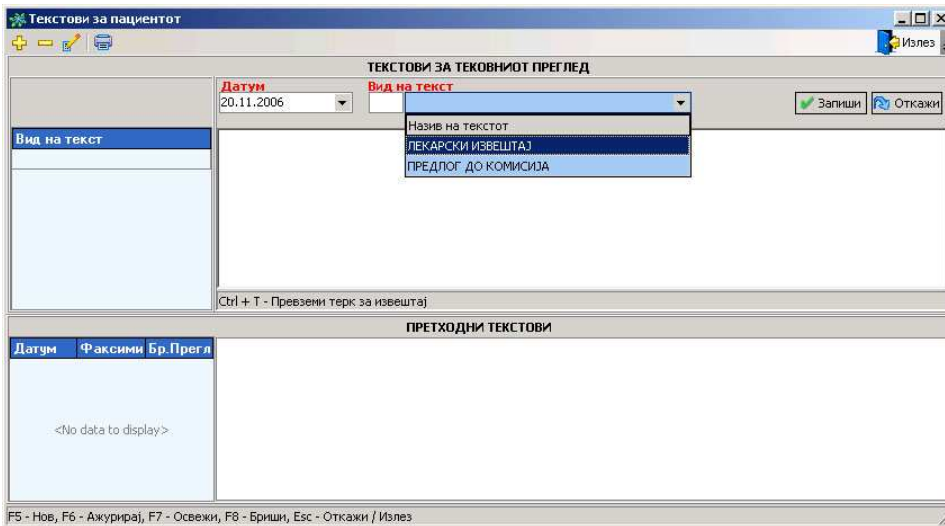 Текстови за пациентот
Излез
ТЕКСТОВИ ЗА ТЕКОВНИОТ ПРЕГЛЕД
Датум Вид на текст
20.11.2006
Запиши Откажи
Назив на текстот
Вид на текст
ЛЕКАРСКИ ИЗВЕШТАЈ
ПРЕДЛОГ ДО КОМИСИЈА
Ctrl + T - Превземи терк за извештај
ПРЕТХОДНИ ТЕКСТОВИ
Датум Факсими Бр.Прегл
<No data to display>
F5 - Нов, F6 - Ажурирај, F7 - Освежи, F8 - Бриши, Esc - Откажи / Излез